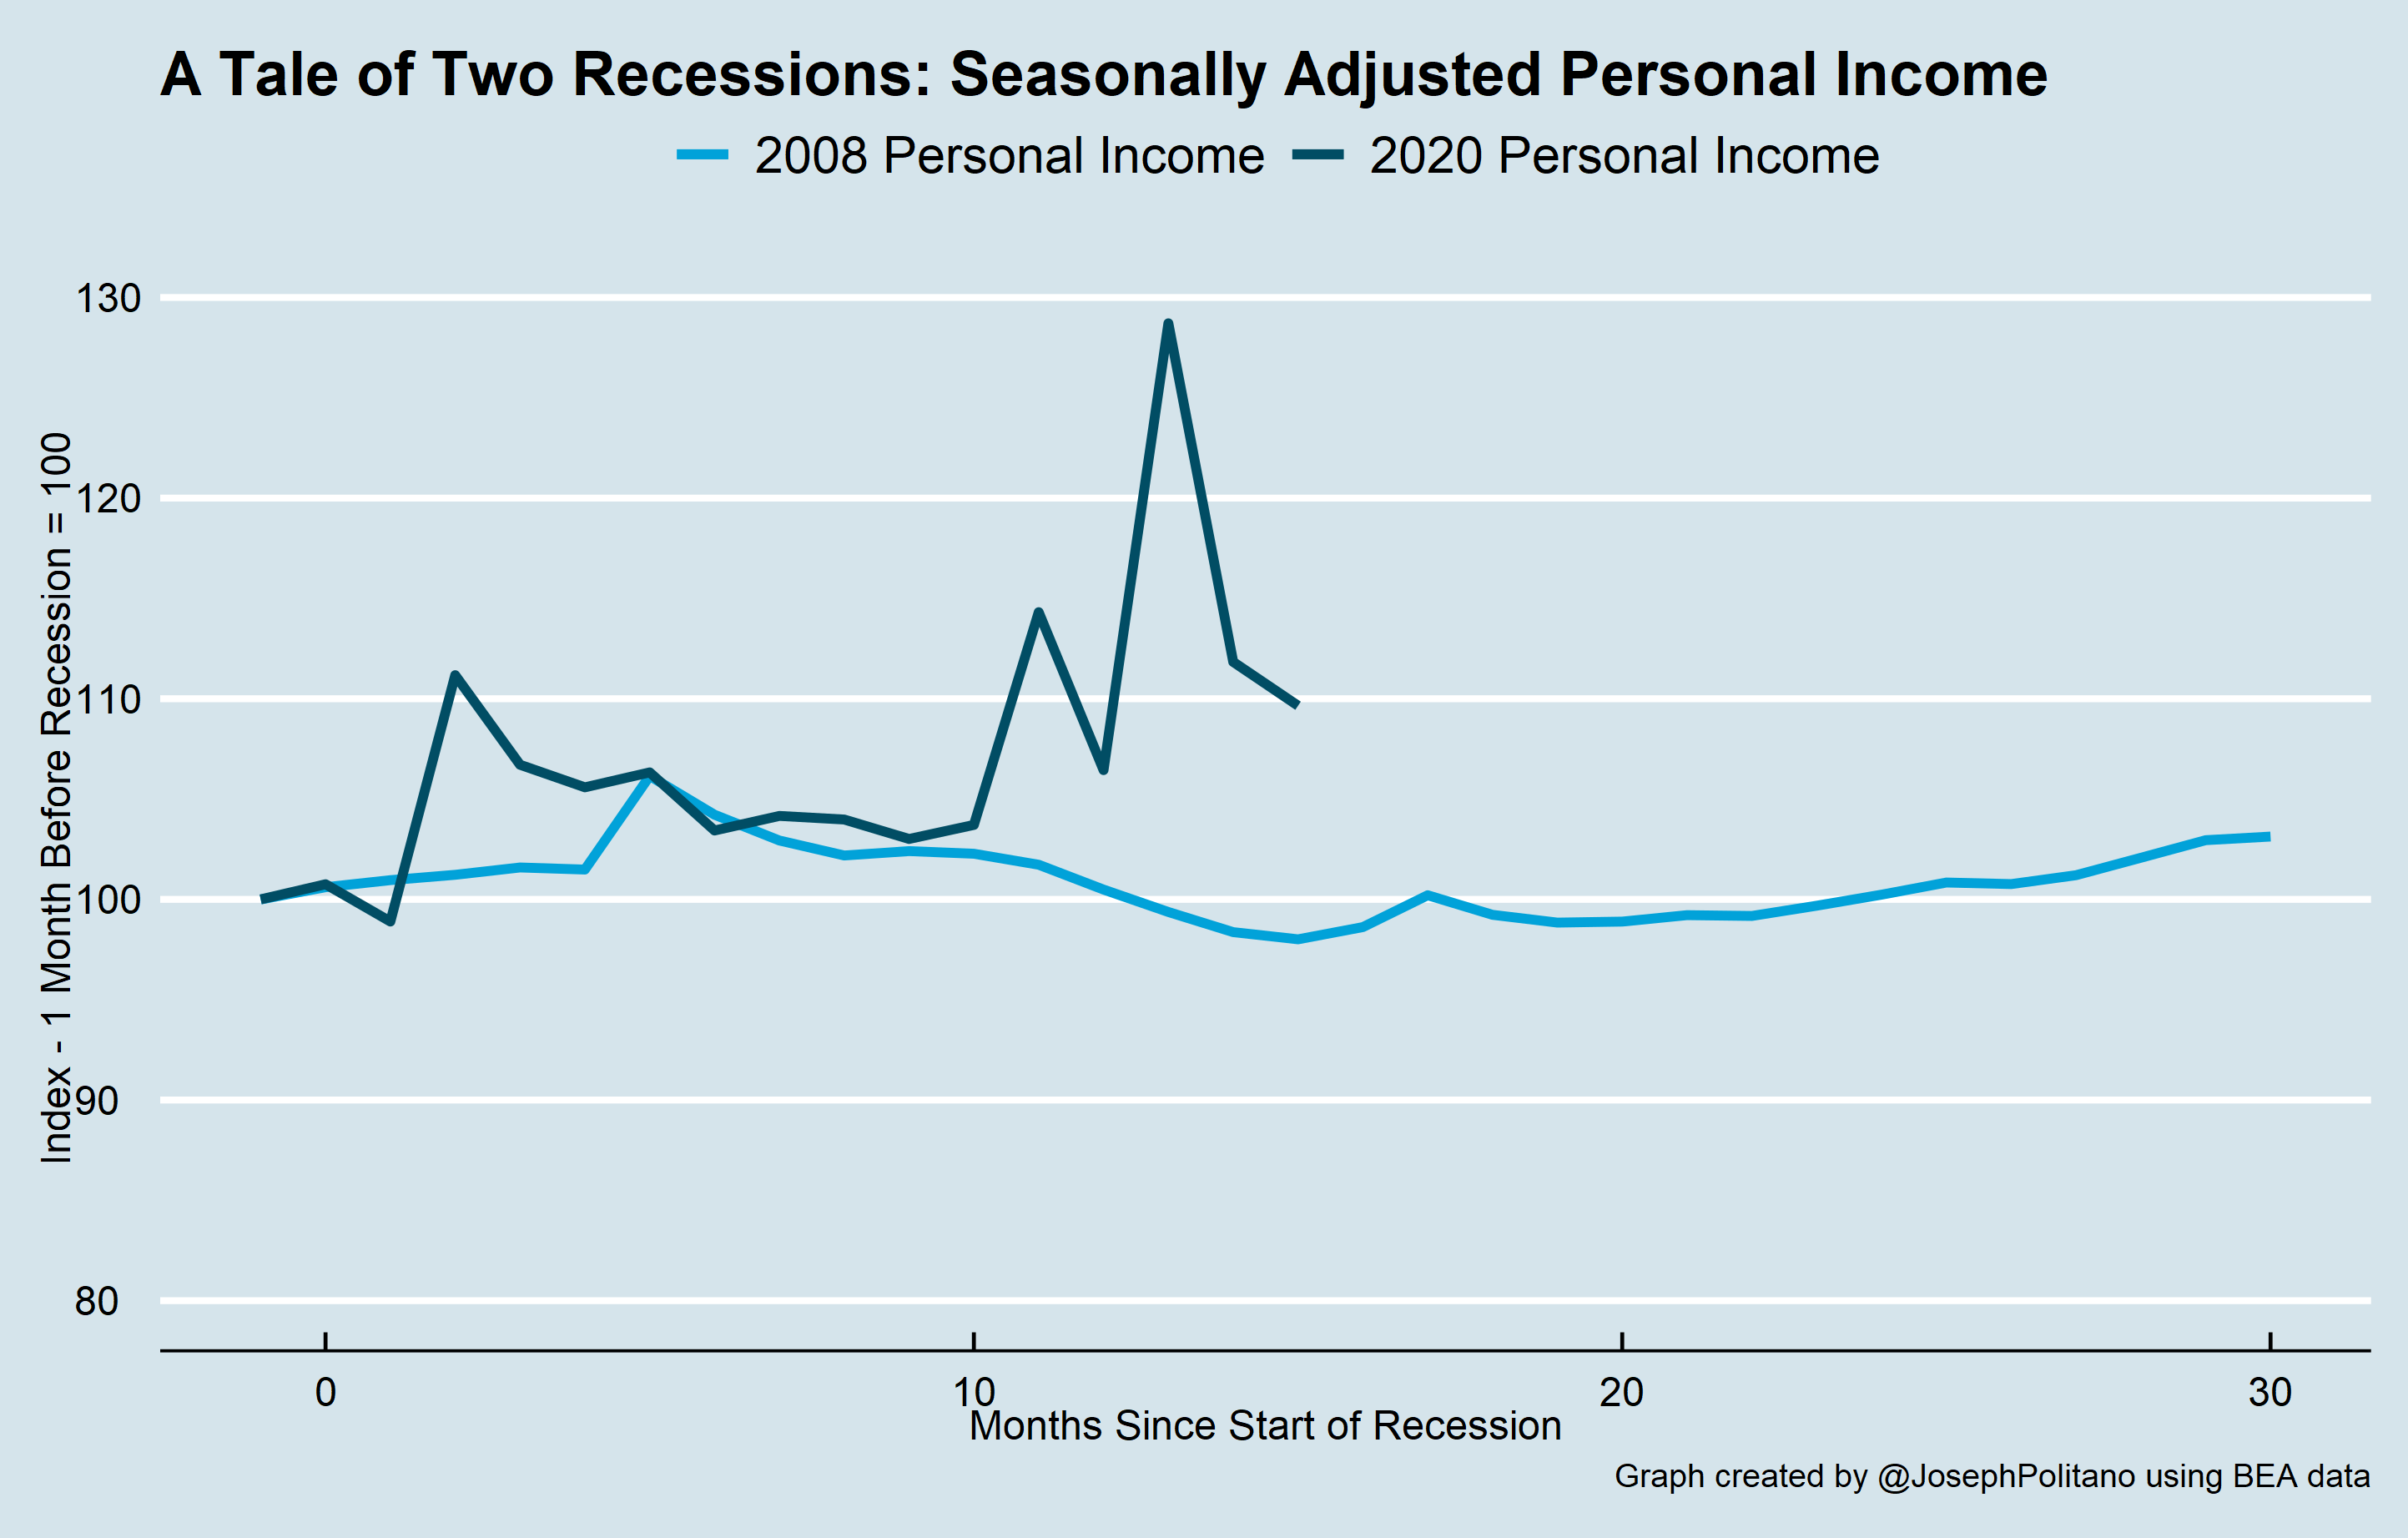 A Tale of Two Recessions: Seasonally Adjusted Personal Income
2008 Personal Income 2020 Personal Income
Index - 1 Month Before Recession = 100
130
120
110
100
90
80
0 10 20 30
Months Since Start of Recession
Graph created by @JosephPolitano using BEA data